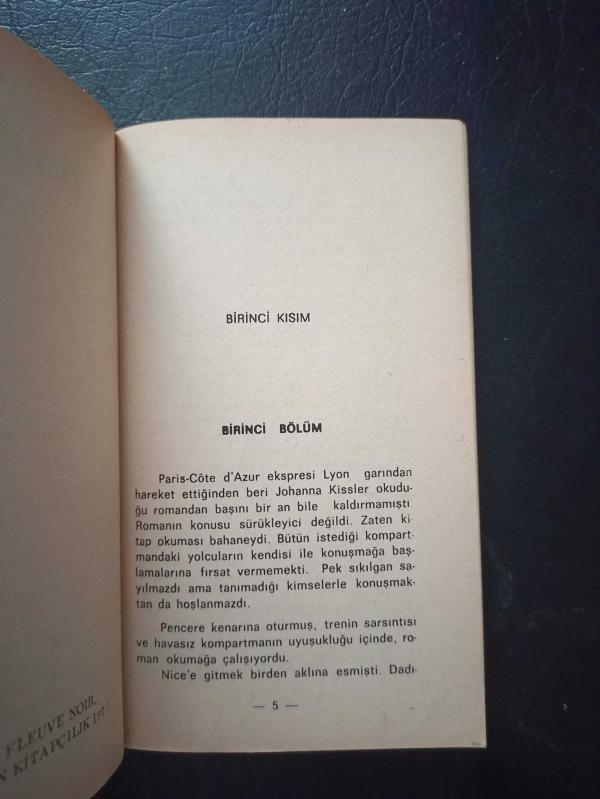 FLEUVE NOIR,
KİTAPÇILIK
BİRİNCİ KISIM
BİRİNCİ BÖLÜM
Paris-Côte d'Azur ekspresi Lyon garından
hareket ettiğinden beri Johanna Kissler okudu-
ğu romandan başını bir an bile kaldırmamıştı
Romanın konusu sürükleyici değildi. Zaten ki
tap okuması bahaneydi. Bütün istediği kompart-
mandaki yolcuların kendisi ile konuşmağa baş-
lamalarına fırsat vermemekti. Pek sıkılgan sa-
yılmazdı ama tanımadığı kimselerle konuşmak-
tan da hoşlanmazdı.
Pencere kenarına oturmuş, trenin sarsıntısı
ve havasız kompartmanın uyuşukluğu içinde, ro-
man okumağa çalışıyordu.
Nice'e gitmek birden aklına esmişti. Dadı-
— 5 —